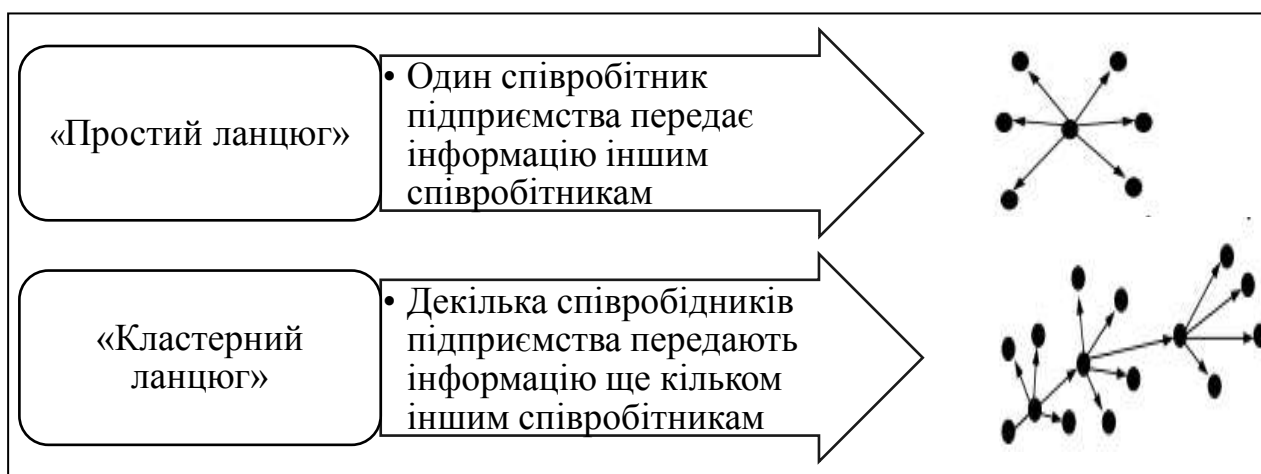 «Простий ланцюг»
• Один співробітник
підприємства передає
інформацію іншим
співробітникам
«Кластерний
ланцюг»
• Декілька співробідників
підприємства передають
інформацію ще кільком
іншим співробітникам